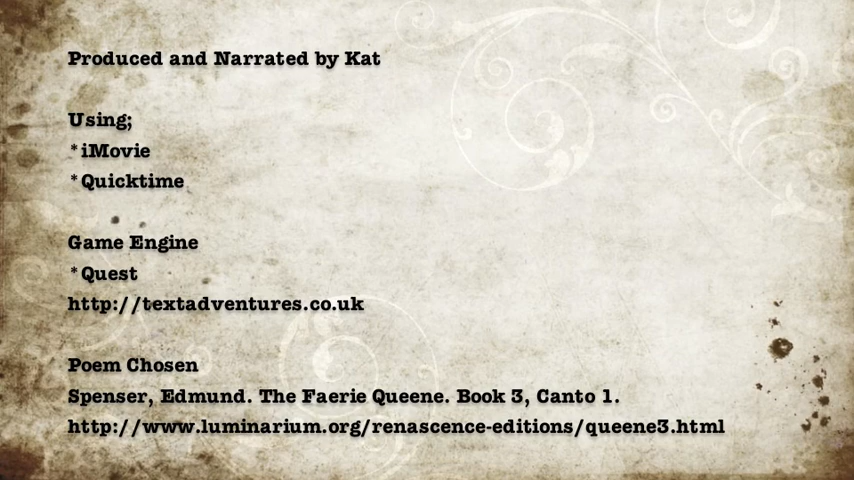 Produced and Narrated by Kat
Using;
*iMovie
*Quicktime
Game Engine
*Quest
http://textadventures.co.uk
Poem Chosen
Spenser, Edmund. The Faerie Queene. Book 3, Canto 1.
http://www.luminarium.org/renascence-editions/queene3.html